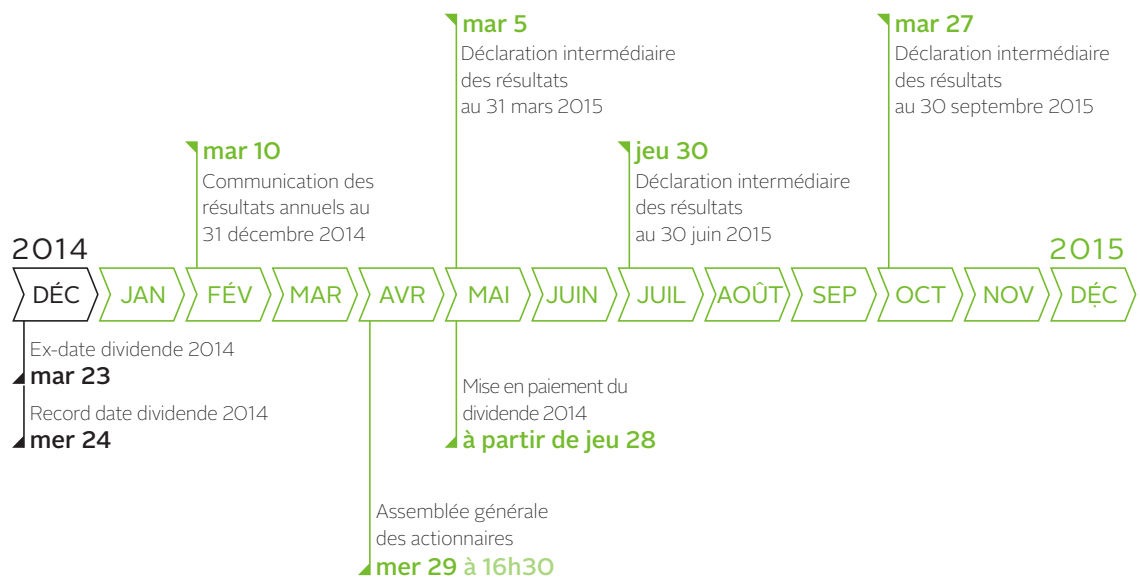 mar 5
Déclaration intermédiaire
des résultats
au 31 mars 2015
mar 27
Déclaration intermédiaire
des résultats
au 30 septembre 2015
mar 10
Communication des
résultats annuels au
31 décembre 2014
jeu 30
Déclaration intermédiaire
des résultats
au 30 juin 2015
2014
2015
DÉC JAN FÉV MAR AVR MAI JUIN JUIL AOÛT SEP OCT NOV DÉC
Ex-date dividende 2014
mar 23
Record date dividende 2014
mer 24
Mise en paiement du
dividende 2014
à partir de jeu 28
Assemblée générale
des actionnaires
mer 29 à 16h30